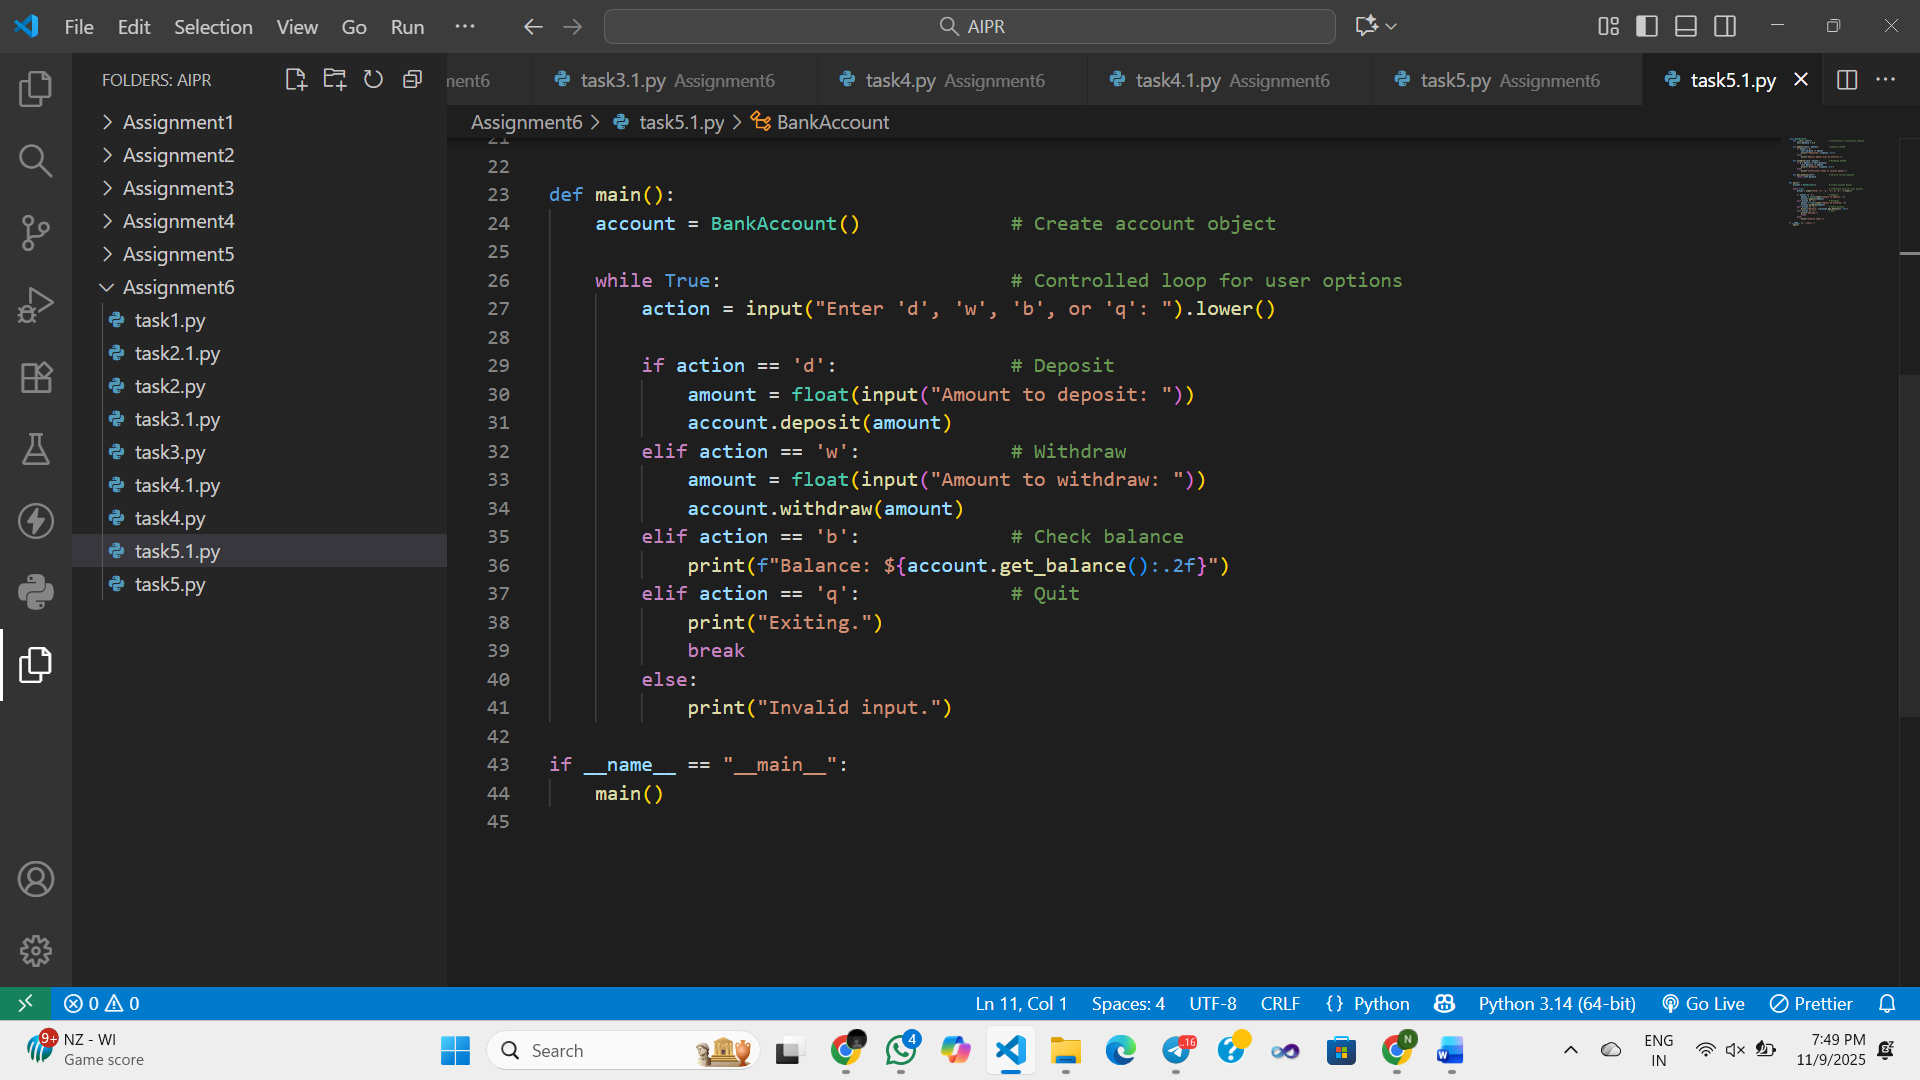 File Edit Selection View Go Run ··· AIPR
FOLDERS: AIPR
Assignment1
Assignment2
Assignment3
Assignment4
Assignment5
Assignment6
task1.py
task2.1.py
task2.py
task3.1.py
task3.py
task4.1.py
task4.py
task5.1.py
task5.py
ment6 task3.1.py Assignment6 task4.py Assignment6 task4.1.py Assignment6 task5.py Assignment6 task5.1.py
Assignment6 > task5.1.py > BankAccount
21
22
23 def main():
24 account = BankAccount() # Create account object
25
26 while True: # Controlled loop for user options
27 action = input("Enter 'd', 'w', 'b', or 'q': ").lower()
28
29 if action == 'd': # Deposit
30 amount = float(input("Amount to deposit: "))
31 account.deposit(amount)
32 elif action == 'w': # Withdraw
33 amount = float(input("Amount to withdraw: "))
34 account.withdraw(amount)
35 elif action == 'b': # Check balance
36 print(f"Balance: ${account.get_balance():.2f}")
37 elif action == 'q': # Quit
38 print("Exiting.")
39 break
40 else:
41 print("Invalid input.")
42
43 if __name__ == "__main__":
44 main()
45
0 0 Ln 11, Col 1 Spaces: 4 UTF-8 CRLF {} Python Python 3.14 (64-bit) Go Live Prettier
9+ NZ - WI
Game score
Search
4
..16
N
ENG
IN
7:49 PM
11/9/2025